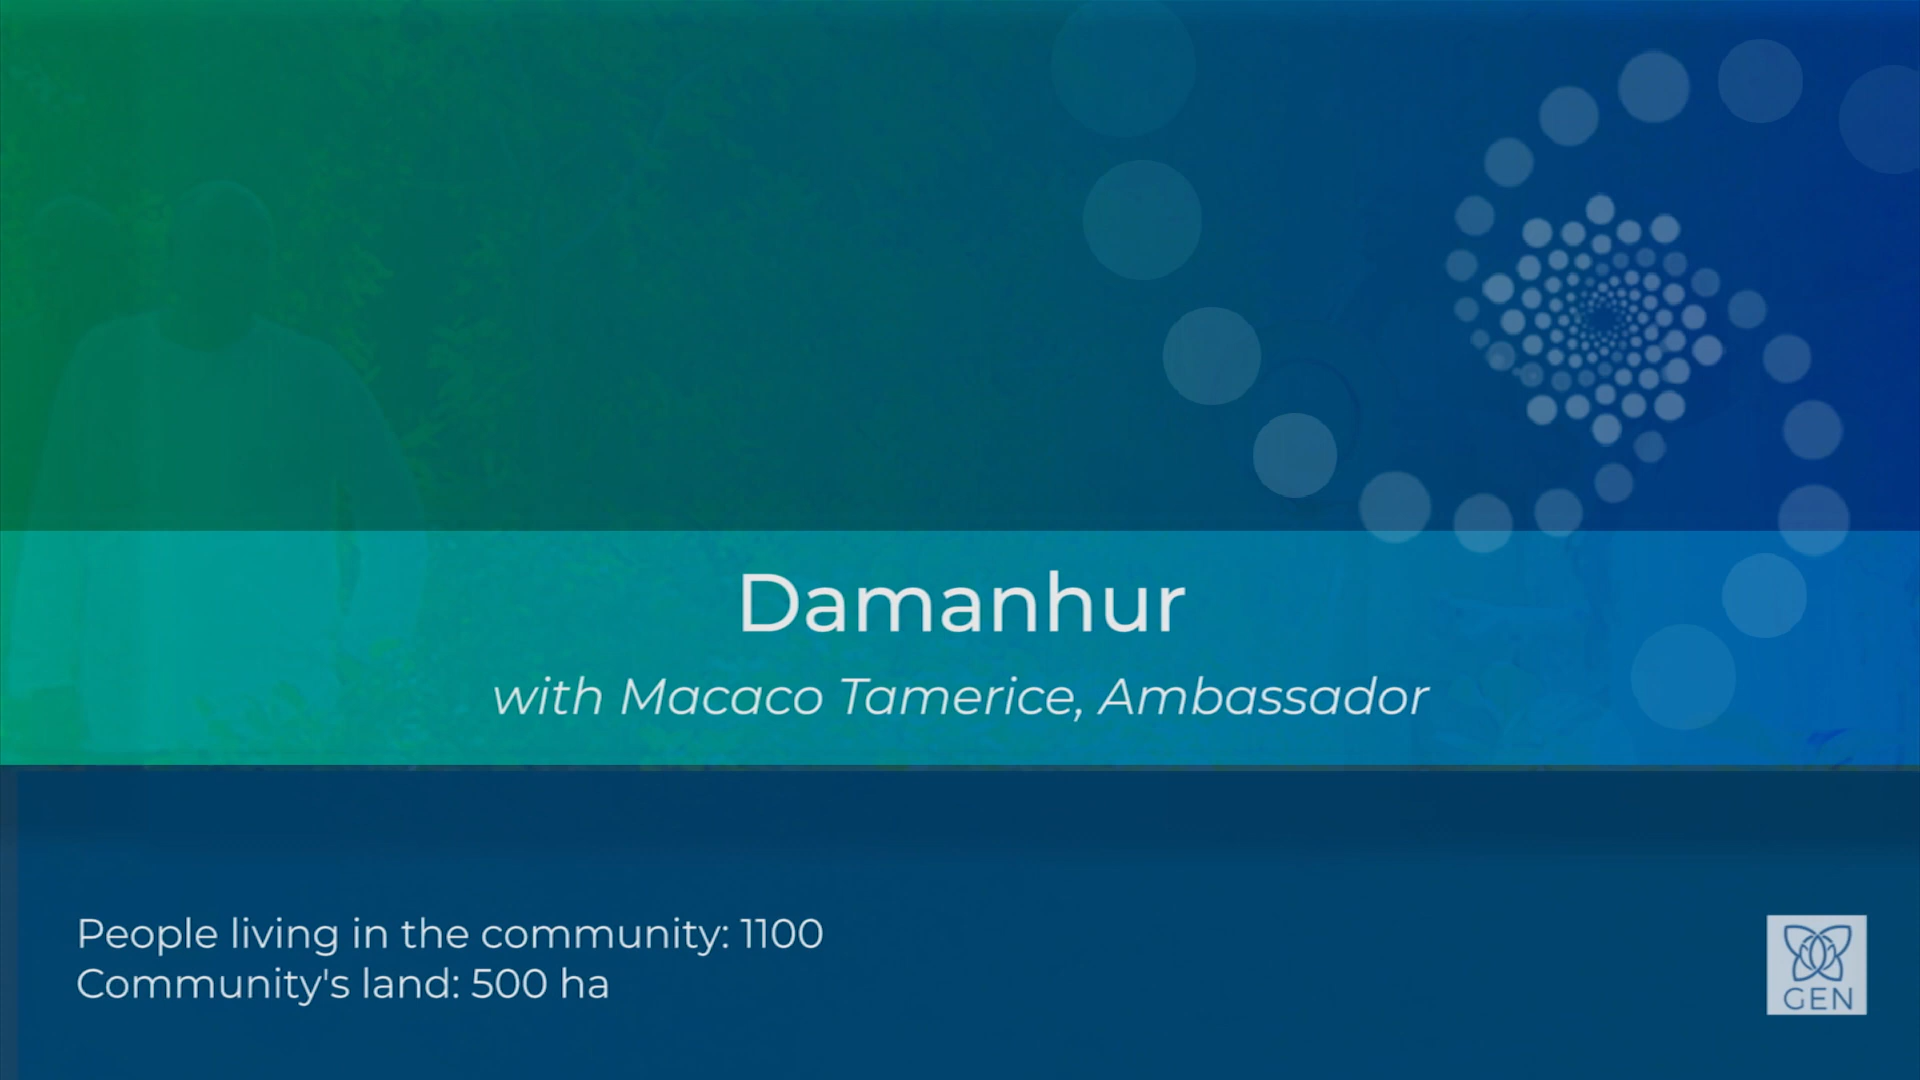 Damanhur
with Macaco Tamerice, Ambassador
People living in the community: 1100
Community's land: 500 ha
GEN